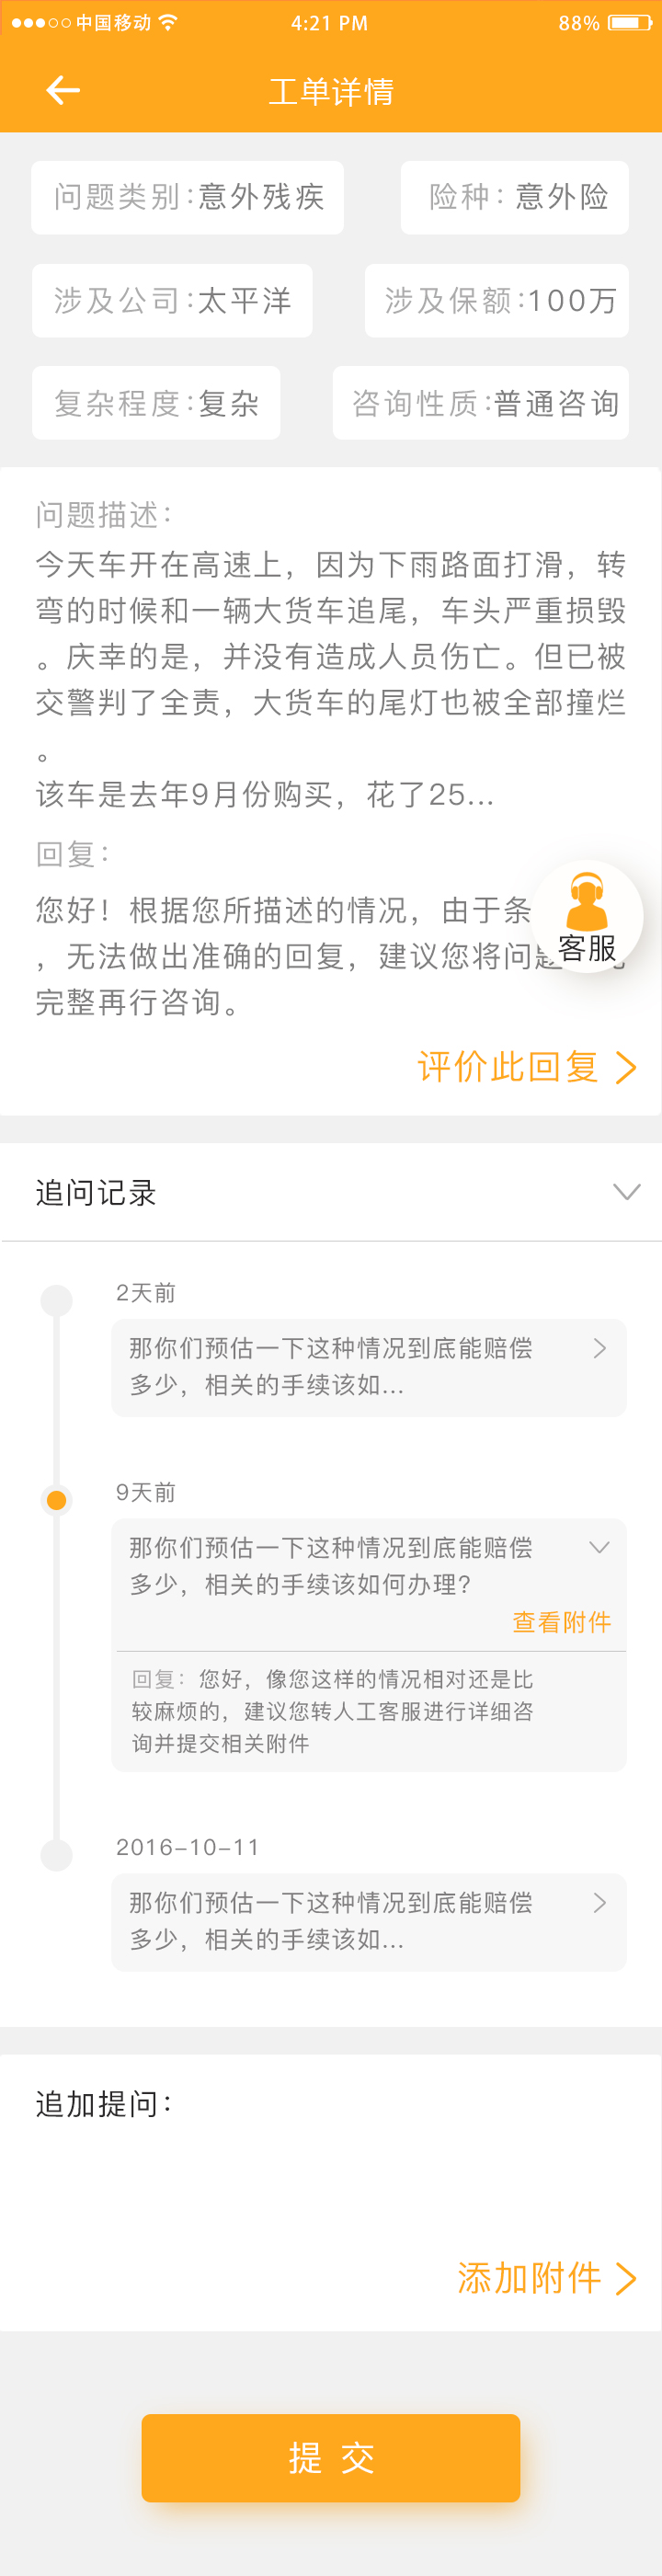 中国移动 4:21 PM 88%
工单详情
问题类别:意外残疾 险种:意外险
涉及公司:太平洋 涉及保额:100万
复杂程度:复杂 咨询性质:普通咨询
问题描述:
今天车开在高速上，因为下雨路面打滑，转
弯的时候和一辆大货车追尾，车头严重损毁
。庆幸的是，并没有造成人员伤亡。但已被
交警判了全责，大货车的尾灯也被全部撞烂
。
该车是去年9月份购买，花了25...
回复:
您好！根据您所描述的情况，由于条
，无法做出准确的回复，建议您将问题
完整再行咨询。
客服
评价此回复
追问记录
2天前
那你们预估一下这种情况到底能赔偿
多少，相关的手续该如...
9天前
那你们预估一下这种情况到底能赔偿
多少，相关的手续该如何办理?
查看附件
回复：您好，像您这样的情况相对还是比
较麻烦的，建议您转人工客服进行详细咨
询并提交相关附件
2016-10-11
那你们预估一下这种情况到底能赔偿
多少，相关的手续该如...
追加提问:
添加附件
提 交